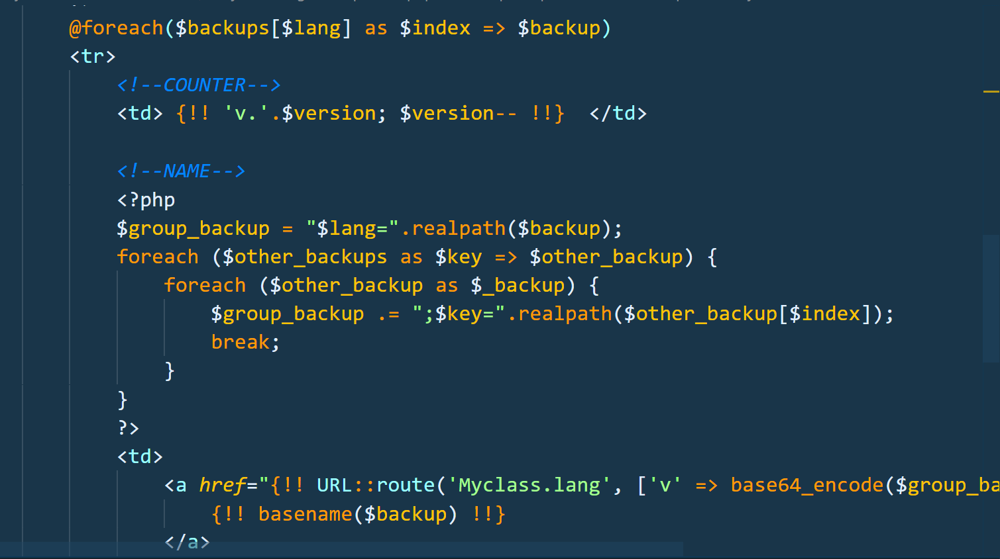 @foreach($backups[$lang] as $index => $backup)
<tr>
<!--COUNTER-->
<td> {!! 'v.'.$version; $version-- !!}  </td>
<!--NAME-->
<?php
$group_backup = "$lang=".realpath($backup);
foreach ($other_backups as $key => $other_backup) {
foreach ($other_backup as $_backup) {
$group_backup .= ";$key=".realpath($other_backup[$index]);
break;
}
}
?>
<td>
<a href="{!! URL::route('Myclass.lang', ['v' => base64_encode($group_ba
{!! basename($backup) !!}
</a>